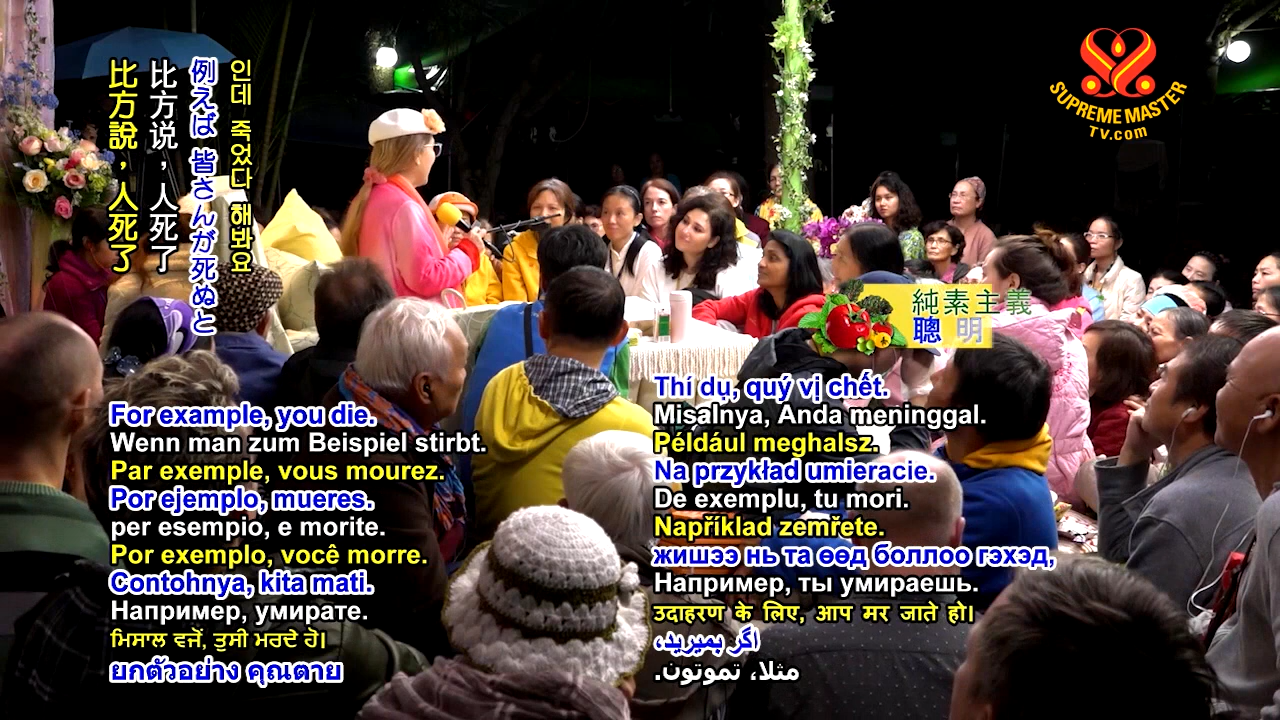 比方說，人死了
比方说，人死了
例えば 皆さんが死ぬと
인데 죽었다 해봐요
SUPREME MASTER
TV.com
純素主義
聰明
For example, you die.
Wenn man zum Beispiel stirbt.
Par exemple, vous mourez.
Por ejemplo, mueres.
per esempio, e morite.
Por exemplo, você morre.
Contohnya, kita mati.
Например, умирате.
ਮਿਸਾਲ ਵਜੋਂ, ਤੁਸੀ ਮਰਦੇ ਹੋ।
ยกตัวอย่าง คุณตาย
Thí dụ, quý vị chết.
Misalnya, Anda meninggal.
Például meghalsz.
Na przykład umieracie.
De exemplu, tu mori.
Například zemřete.
жишээ нь та өөд боллоо гэхэд,
Например, ты умираешь.
उदाहरण के लिए, आप मर जाते हो।
اگر بمیرید،
مثلا، تموتون.